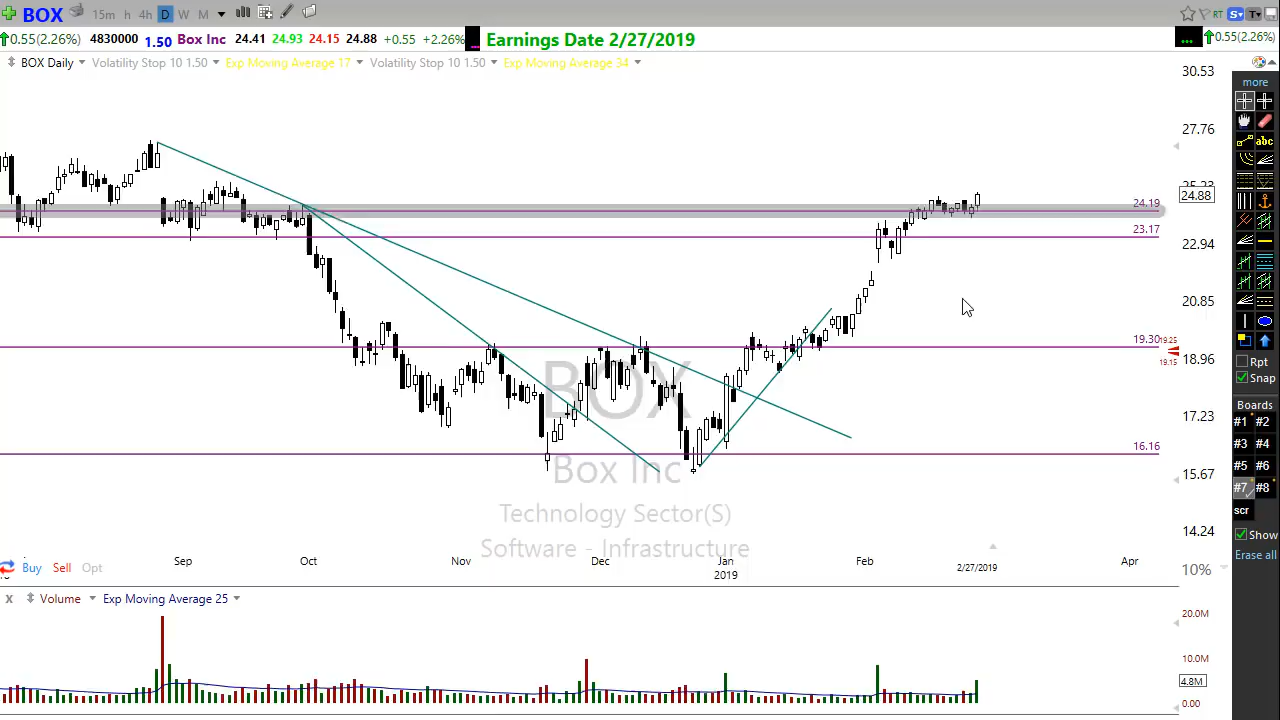 BOX 15m h 4h D W M RT S T
0.55(2.26%) 4830000 1.50 Box Inc 24.41 24.93 24.15 24.88 +0.55 +2.26% ... Earnings Date 2/27/2019 ... 0.55(2.26%)
BOX Daily Volatility Stop 10 1.50 Exp Moving Average 17 Volatility Stop 10 1.50 Exp Moving Average 34
30.53
more
27.76
abc
24.88
24.19
23.17
22.94
20.85
19.30
19.25
18.96
19.15
Rpt
Snap
BOX
Boards
17.23
#1 #2
#3 #4
16.16
#5 #6
Box Inc
15.67
#7 #8
Technology Sector(S)
scr
14.24
Show
Software - Infrastructure
Erase all
Sep Oct Nov Dec Jan Feb Apr
Buy Sell Opt 2019 2/27/2019 10%
x Volume Exp Moving Average 25
20.0M
10.0M
4.8M
0.00